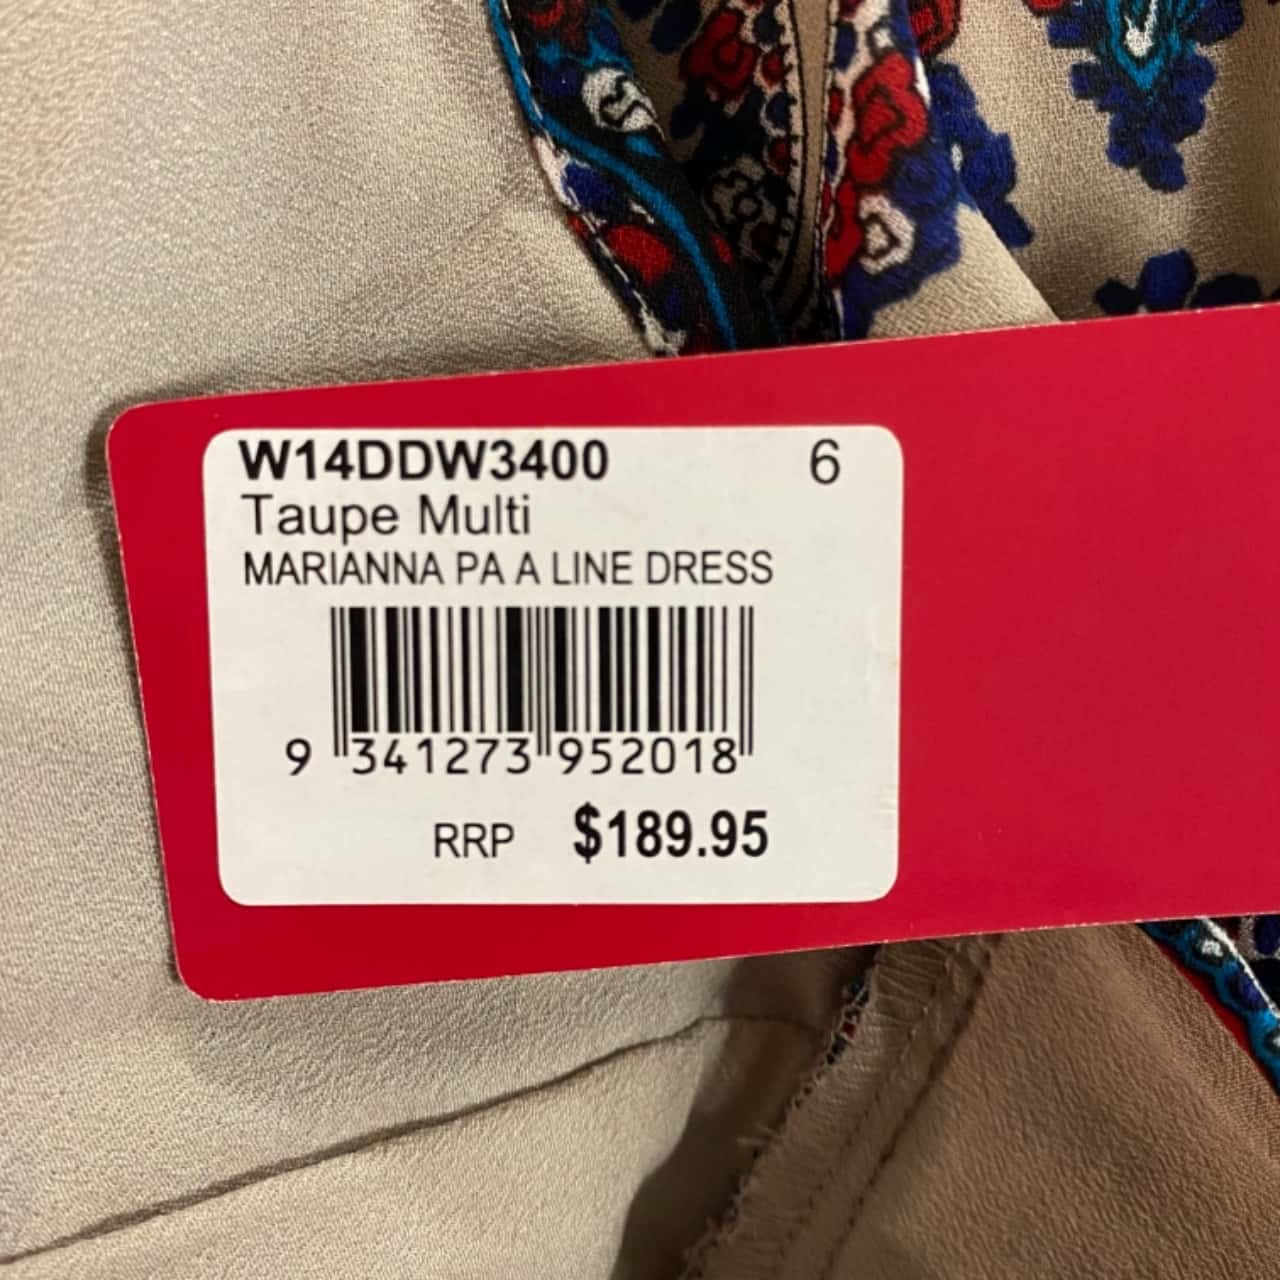 W14DDW3400 6
Taupe Multi
MARIANNA PA A LINE DRESS
9 341273 952018
RRP $189.95